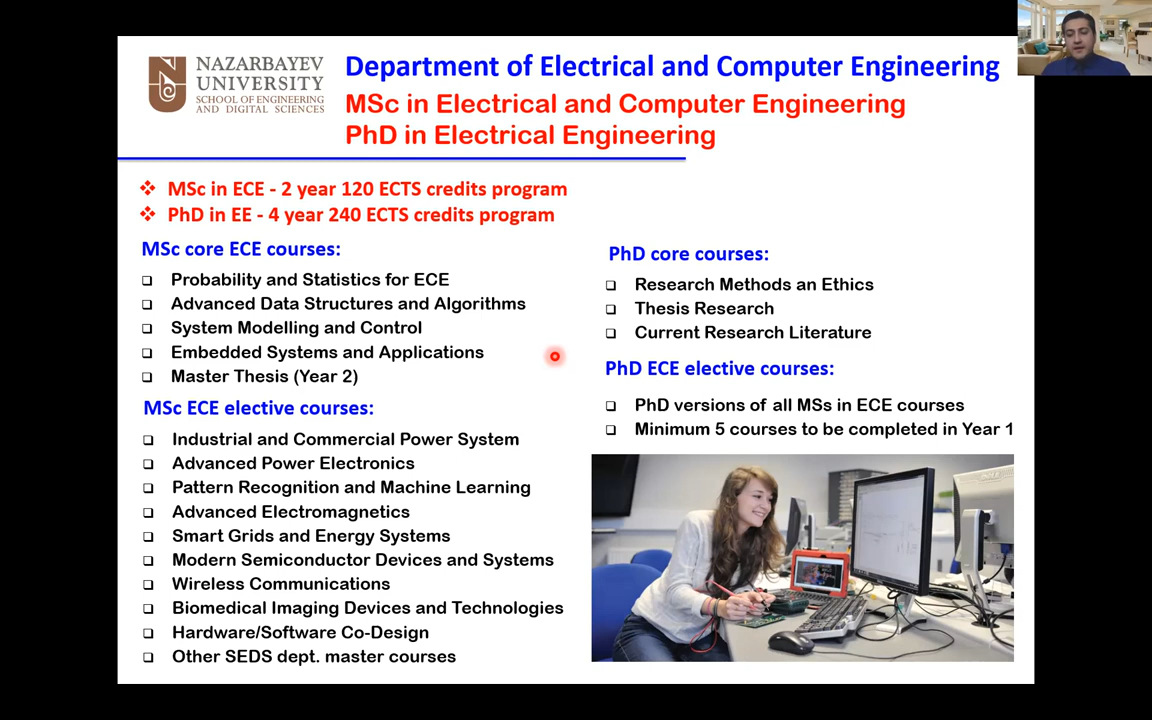 NAZARBAYEV
UNIVERSITY
SCHOOL OF ENGINEERING
AND DIGITAL SCIENCES
Department of Electrical and Computer Engineering
MSc in Electrical and Computer Engineering
PhD in Electrical Engineering
MSc in ECE - 2 year 120 ECTS credits program
PhD in EE - 4 year 240 ECTS credits program
MSc core ECE courses:
Probability and Statistics for ECE
Advanced Data Structures and Algorithms
System Modelling and Control
Embedded Systems and Applications
Master Thesis (Year 2)
MSc ECE elective courses:
Industrial and Commercial Power System
Advanced Power Electronics
Pattern Recognition and Machine Learning
Advanced Electromagnetics
Smart Grids and Energy Systems
Modern Semiconductor Devices and Systems
Wireless Communications
Biomedical Imaging Devices and Technologies
Hardware/Software Co-Design
Other SEDS dept. master courses
PhD core courses:
Research Methods an Ethics
Thesis Research
Current Research Literature
PhD ECE elective courses:
PhD versions of all MSs in ECE courses
Minimum 5 courses to be completed in Year 1